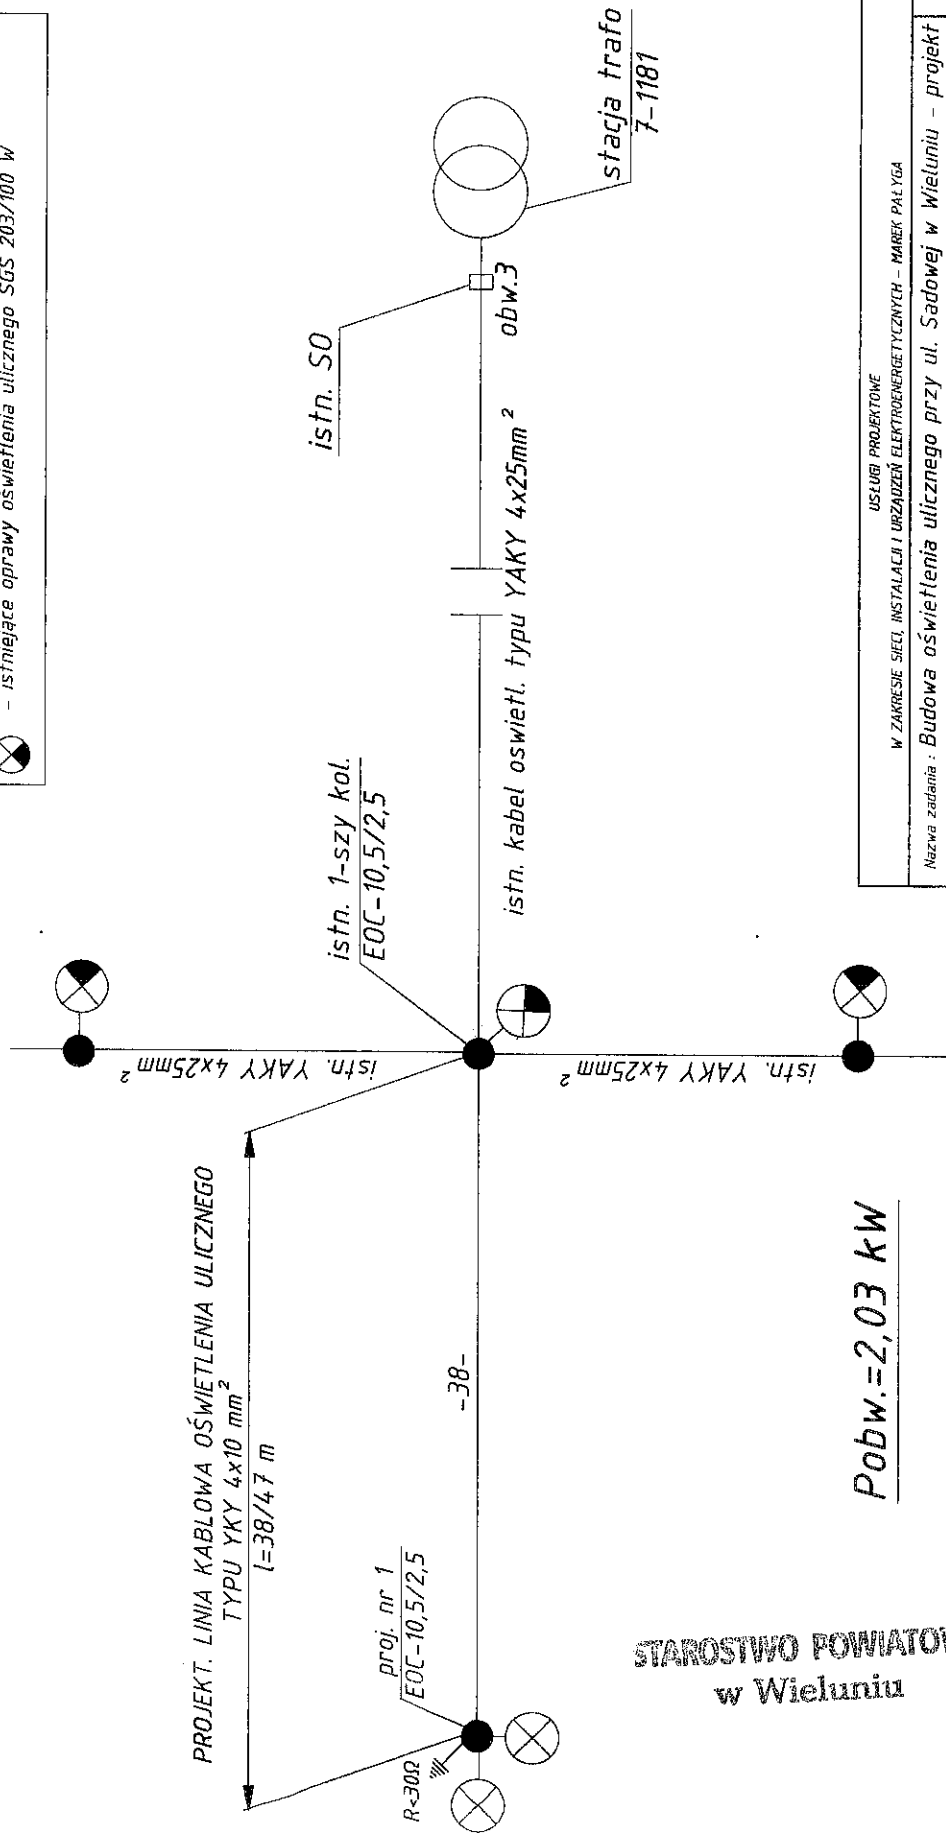 - istniejące oprawy oświetlenia ulicznego SGS 203/100 W
PROJEKT. LINIA KABLOWA OŚWIETLENIA ULICZNEGO
TYPU YKY 4x10 mm²
l=38/47 m
proj. nr 1
EOC-10,5/2,5
R<30Ω
-38-
istn. YAKY 4x25mm²
istn. YAKY 4x25mm²
istn. 1-szy kol.
EOC-10,5/2,5
istn. kabel oswietl. typu YAKY 4x25mm²
istn. SO
obw.3
stacja trafo
7-1181
Pobw.=2,03 kW
STAROSTWO POWIATOW
w Wieluniu
USŁUGI PROJEKTOWE
W ZAKRESIE SIECI, INSTALACJI I URZĄDZEŃ ELEKTROENERGETYCZNYCH - MAREK PAŁYGA
Nazwa zadania : Budowa oświetlenia ulicznego przy ul. Sadowej w Wieluniu - projekt